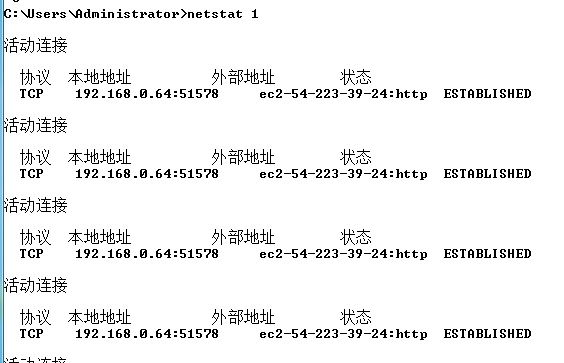 C:\Users\Administrator>netstat 1
活动连接
协议 本地地址 外部地址 状态
TCP 192.168.0.64:51578 ec2-54-223-39-24:http ESTABLISHED
活动连接
协议 本地地址 外部地址 状态
TCP 192.168.0.64:51578 ec2-54-223-39-24:http ESTABLISHED
活动连接
协议 本地地址 外部地址 状态
TCP 192.168.0.64:51578 ec2-54-223-39-24:http ESTABLISHED
活动连接
协议 本地地址 外部地址 状态
TCP 192.168.0.64:51578 ec2-54-223-39-24:http ESTABLISHED
活动连接